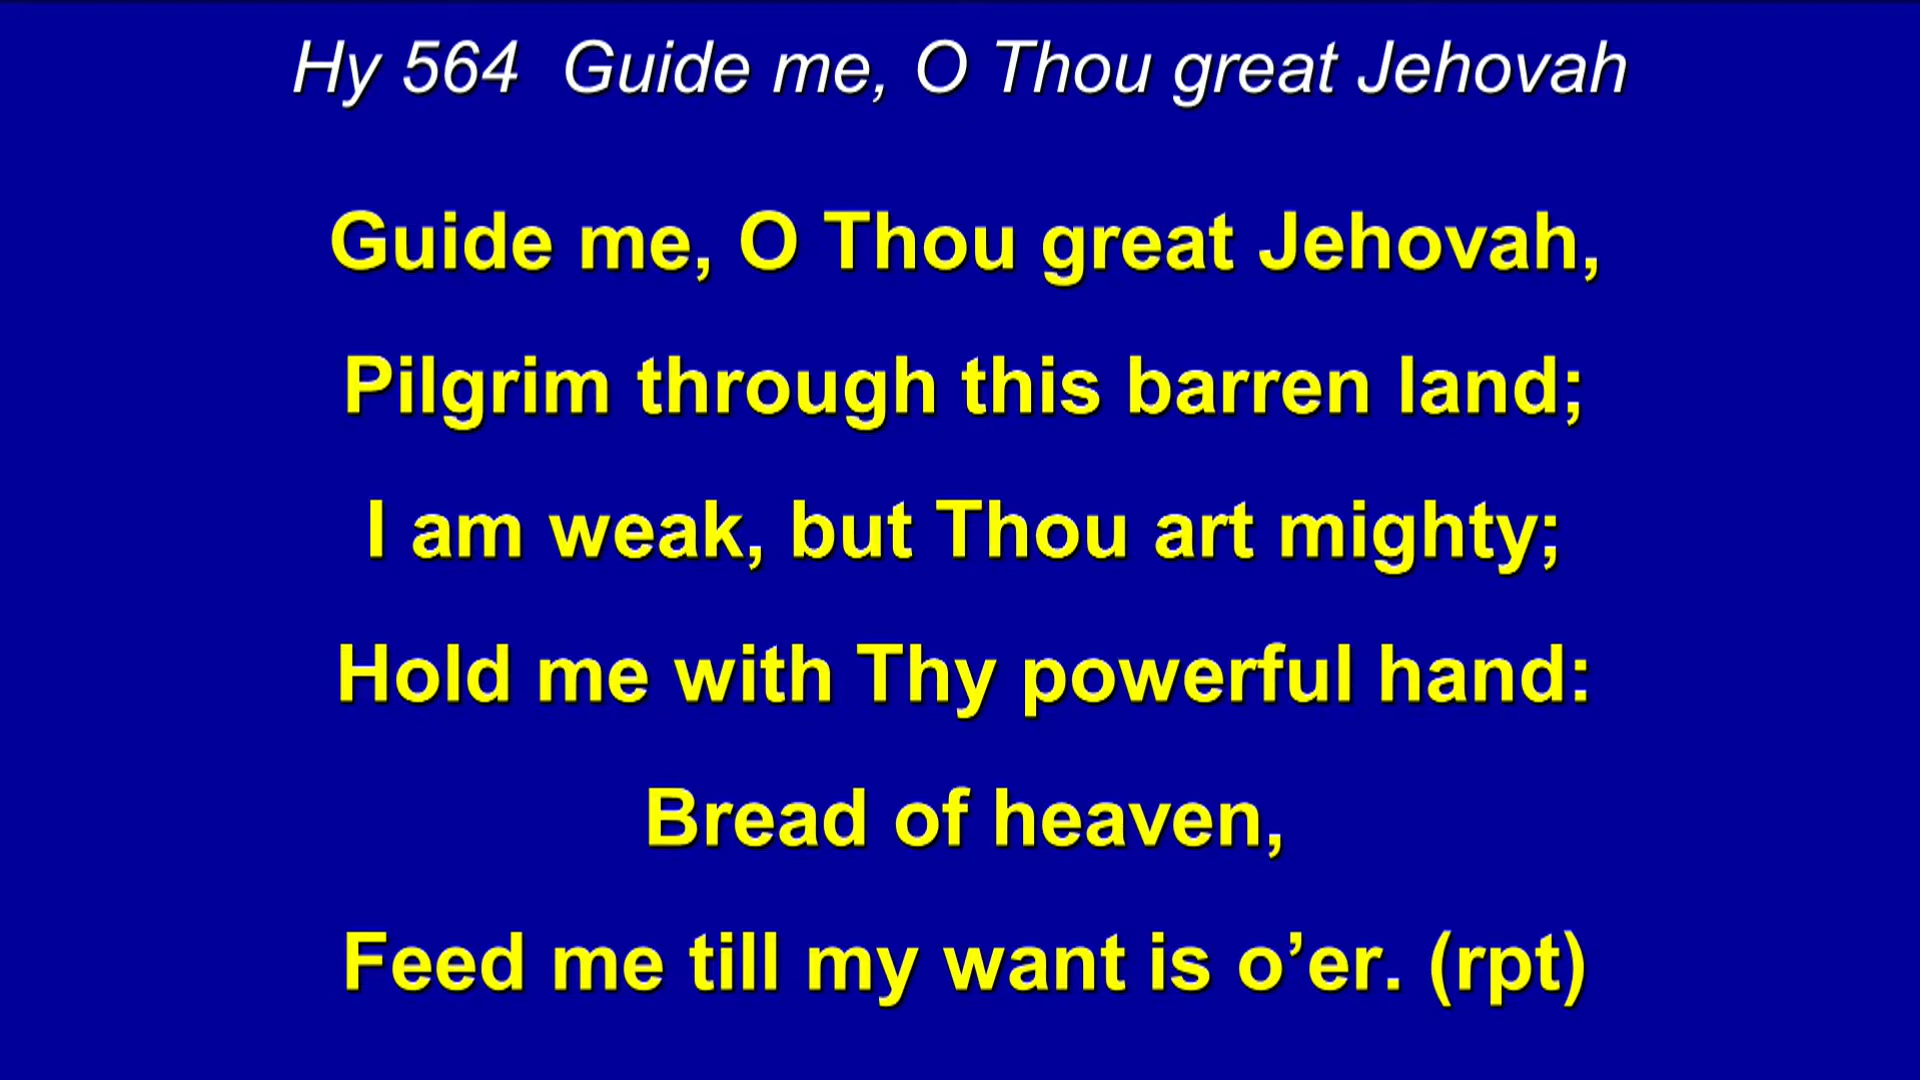 Hy 564  Guide me, O Thou great Jehovah
Guide me, O Thou great Jehovah,
Pilgrim through this barren land;
I am weak, but Thou art mighty;
Hold me with Thy powerful hand:
Bread of heaven,
Feed me till my want is o’er. (rpt)